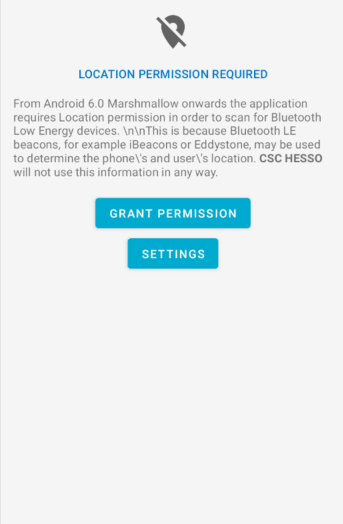 LOCATION PERMISSION REQUIRED
From Android 6.0 Marshmallow onwards the application
requires Location permission in order to scan for Bluetooth
Low Energy devices. \n\nThis is because Bluetooth LE
beacons, for example iBeacons or Eddystone, may be used
to determine the phone\'s and user\'s location. CSC HESSO
will not use this information in any way.
GRANT PERMISSION
SETTINGS